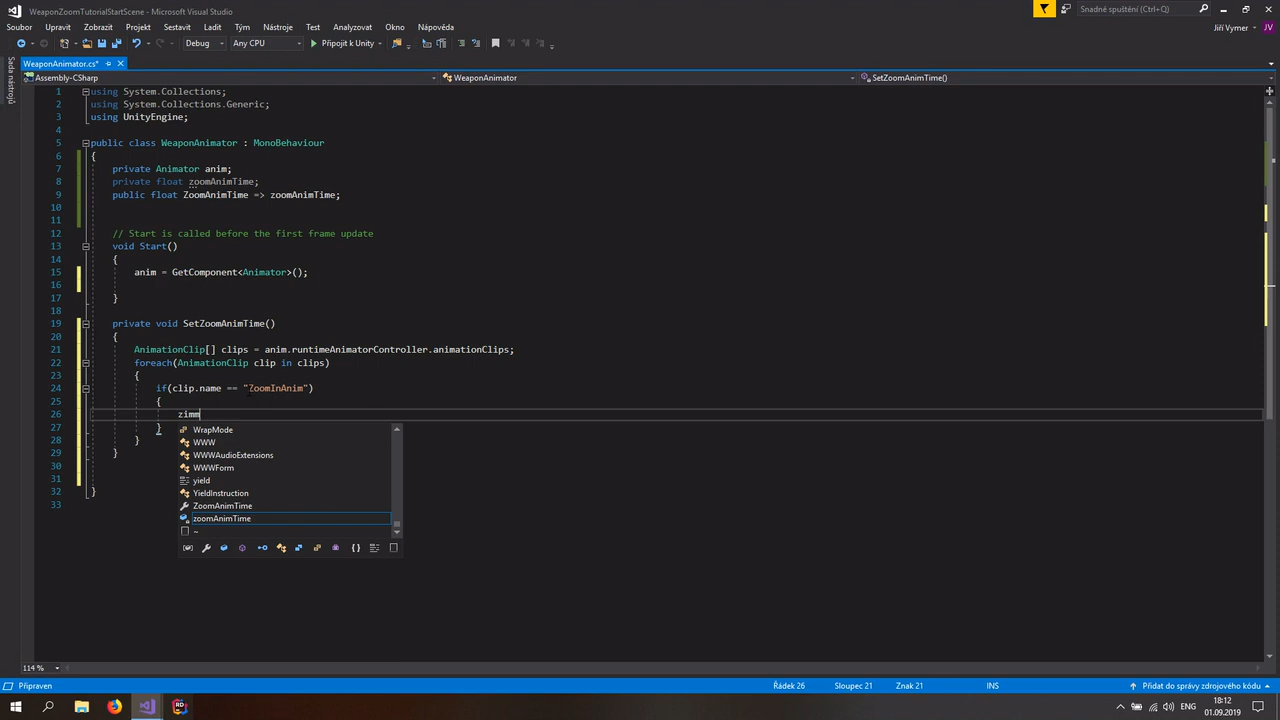 WeaponZoomTutorialStartScene - Microsoft Visual Studio
Snadné spuštění (Ctrl+Q)
Soubor Upravit Zobrazit Projekt Sestavit Ladit Tým Nástroje Test Analyzovat Okno Nápověda
Jiří Vymer JV
Debug Any CPU Připojit k Unity
Sada nástrojů
WeaponAnimator.cs*
Assembly-CSharp WeaponAnimator SetZoomAnimTime()
1 using System.Collections;
2 using System.Collections.Generic;
3 using UnityEngine;
4
5 public class WeaponAnimator : MonoBehaviour
6 {
7 private Animator anim;
8 private float zoomAnimTime;
9 public float ZoomAnimTime => zoomAnimTime;
10
11
12 // Start is called before the first frame update
13 void Start()
14 {
15 anim = GetComponent<Animator>();
16
17 }
18
19 private void SetZoomAnimTime()
20 {
21 AnimationClip[] clips = anim.runtimeAnimatorController.animationClips;
22 foreach(AnimationClip clip in clips)
23 {
24 if(clip.name == "ZoomInAnim")
25 {
26 zimm
27 }
28 }
29 }
30
31
32 }
33
WrapMode
WWW
WWWAudioExtensions
WWWForm
yield
YieldInstruction
ZoomAnimTime
zoomAnimTime
~
114 %
Připraven Řádek 26 Sloupec 21 Znak 21 INS Přidat do správy zdrojového kódu
RD ENG 18:12
01.09.2019